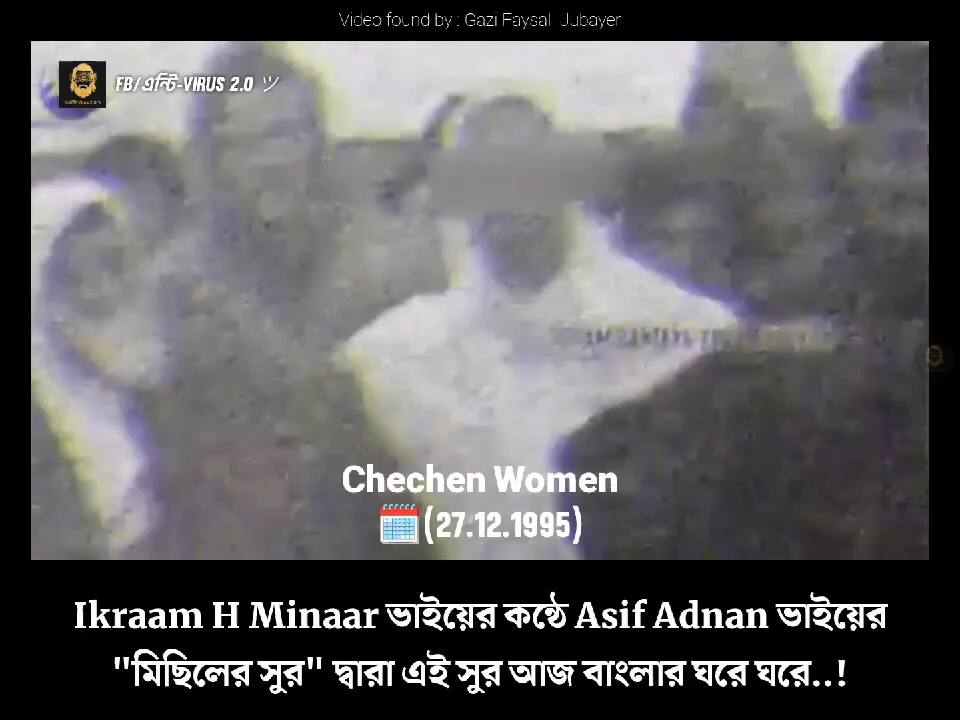 Video found by : Gazi Faysal Jubayer
FB/এন্টি-VIRUS 2.0 ツ
Chechen Women
(27.12.1995)
Ikraam H Minaar ভাইয়ের কন্ঠে Asif Adnan ভাইয়ের
"মিছিলের সুর" দ্বারা এই সুর আজ বাংলার ঘরে ঘরে..!